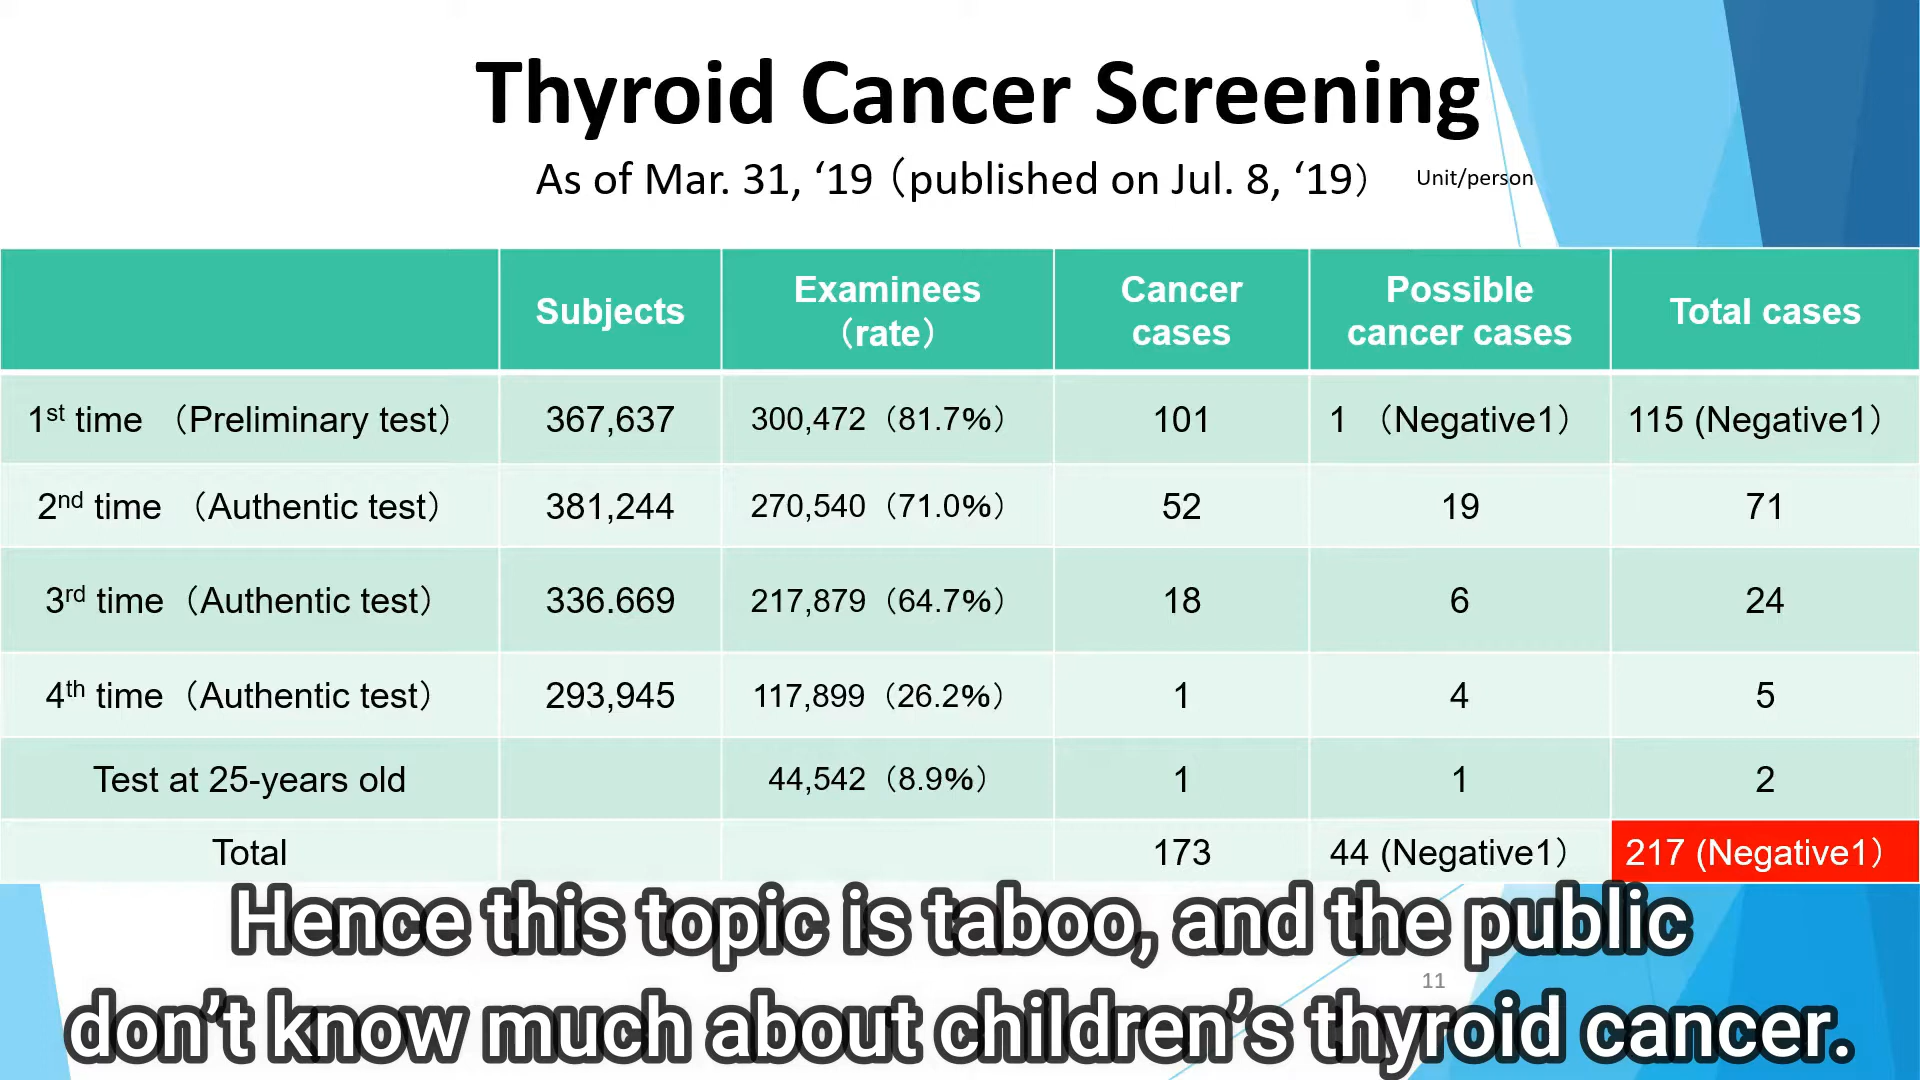 Thyroid Cancer Screening
As of Mar. 31, ‘19（published on Jul. 8, ‘19） Unit/person
Subjects
Examinees
（rate）
Cancer
cases
Possible
cancer cases
Total cases
1st time （Preliminary test） 367,637 300,472（81.7%） 101 1 （Negative1） 115 (Negative1）
2nd time （Authentic test） 381,244 270,540（71.0%） 52 19 71
3rd time（Authentic test） 336.669 217,879（64.7%） 18 6 24
4th time（Authentic test） 293,945 117,899（26.2%） 1 4 5
Test at 25-years old 44,542（8.9%） 1 1 2
Total 173 44 (Negative1） 217 (Negative1）
Hence this topic is taboo, and the public
11
don’t know much about children’s thyroid cancer.